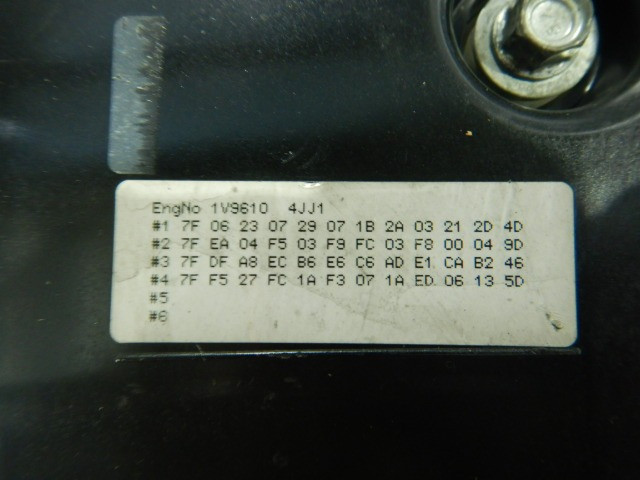 EngNo 1V9610 4JJ1
#1 7F 06 23 07 29 07 1B 2A 03 21 2D 4D
#2 7F EA 04 F5 03 F9 FC 03 F8 00 04 9D
#3 7F DF A8 EC B6 E6 C6 AD E1 CA B2 46
#4 7F F5 27 FC 1A F3 07 1A ED 06 13 5D
#5
#6